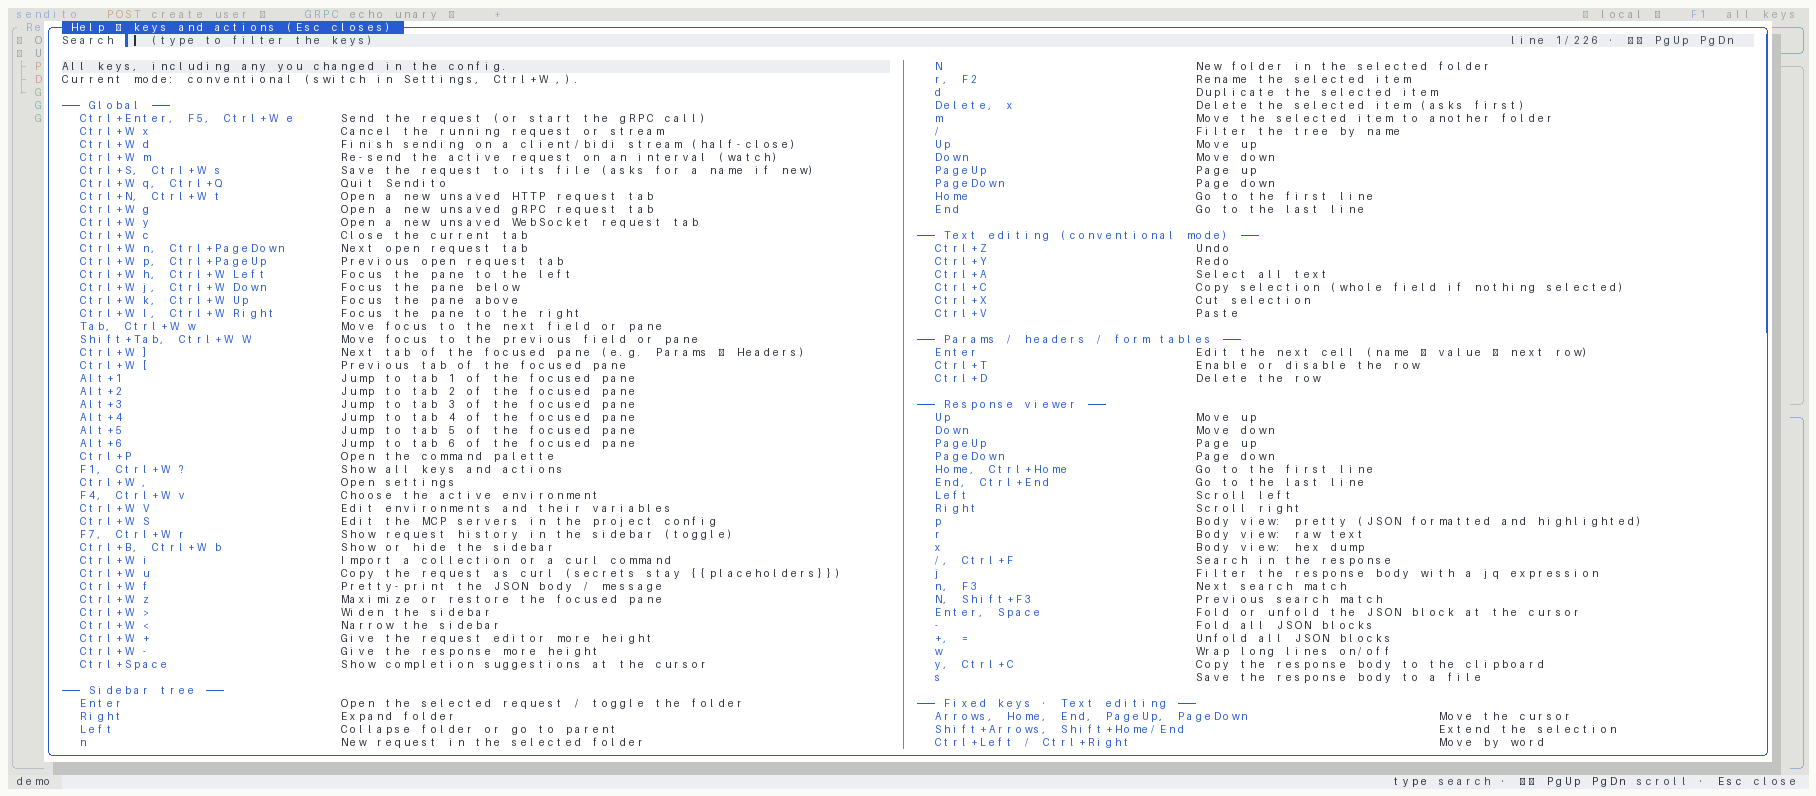 sendito POST create user GRPC echo unary + local F1 all keys
Help keys and actions (Esc closes)
Re
Search (type to filter the keys) line 1/226 · PgUp PgDn
O
U
P
D
G
G
G
All keys, including any you changed in the config.
Current mode: conventional (switch in Settings, Ctrl+W ,).
Global
Ctrl+Enter, F5, Ctrl+W e Send the request (or start the gRPC call)
Ctrl+W x Cancel the running request or stream
Ctrl+W d Finish sending on a client/bidi stream (half-close)
Ctrl+W m Re-send the active request on an interval (watch)
Ctrl+S, Ctrl+W s Save the request to its file (asks for a name if new)
Ctrl+W q, Ctrl+Q Quit Sendito
Ctrl+N, Ctrl+W t Open a new unsaved HTTP request tab
Ctrl+W g Open a new unsaved gRPC request tab
Ctrl+W y Open a new unsaved WebSocket request tab
Ctrl+W c Close the current tab
Ctrl+W n, Ctrl+PageDown Next open request tab
Ctrl+W p, Ctrl+PageUp Previous open request tab
Ctrl+W h, Ctrl+W Left Focus the pane to the left
Ctrl+W j, Ctrl+W Down Focus the pane below
Ctrl+W k, Ctrl+W Up Focus the pane above
Ctrl+W l, Ctrl+W Right Focus the pane to the right
Tab, Ctrl+W w Move focus to the next field or pane
Shift+Tab, Ctrl+W W Move focus to the previous field or pane
Ctrl+W ] Next tab of the focused pane (e.g. Params Headers)
Ctrl+W [ Previous tab of the focused pane
Alt+1 Jump to tab 1 of the focused pane
Alt+2 Jump to tab 2 of the focused pane
Alt+3 Jump to tab 3 of the focused pane
Alt+4 Jump to tab 4 of the focused pane
Alt+5 Jump to tab 5 of the focused pane
Alt+6 Jump to tab 6 of the focused pane
Ctrl+P Open the command palette
F1, Ctrl+W ? Show all keys and actions
Ctrl+W , Open settings
F4, Ctrl+W v Choose the active environment
Ctrl+W V Edit environments and their variables
Ctrl+W S Edit the MCP servers in the project config
F7, Ctrl+W r Show request history in the sidebar (toggle)
Ctrl+B, Ctrl+W b Show or hide the sidebar
Ctrl+W i Import a collection or a curl command
Ctrl+W u Copy the request as curl (secrets stay {{placeholders}})
Ctrl+W f Pretty-print the JSON body / message
Ctrl+W z Maximize or restore the focused pane
Ctrl+W > Widen the sidebar
Ctrl+W < Narrow the sidebar
Ctrl+W + Give the request editor more height
Ctrl+W - Give the response more height
Ctrl+Space Show completion suggestions at the cursor
Sidebar tree
Enter Open the selected request / toggle the folder
Right Expand folder
Left Collapse folder or go to parent
n New request in the selected folder
N New folder in the selected folder
r, F2 Rename the selected item
d Duplicate the selected item
Delete, x Delete the selected item (asks first)
m Move the selected item to another folder
/ Filter the tree by name
Up Move up
Down Move down
PageUp Page up
PageDown Page down
Home Go to the first line
End Go to the last line
Text editing (conventional mode)
Ctrl+Z Undo
Ctrl+Y Redo
Ctrl+A Select all text
Ctrl+C Copy selection (whole field if nothing selected)
Ctrl+X Cut selection
Ctrl+V Paste
Params / headers / form tables
Enter Edit the next cell (name value next row)
Ctrl+T Enable or disable the row
Ctrl+D Delete the row
Response viewer
Up Move up
Down Move down
PageUp Page up
PageDown Page down
Home, Ctrl+Home Go to the first line
End, Ctrl+End Go to the last line
Left Scroll left
Right Scroll right
p Body view: pretty (JSON formatted and highlighted)
r Body view: raw text
x Body view: hex dump
/, Ctrl+F Search in the response
j Filter the response body with a jq expression
n, F3 Next search match
N, Shift+F3 Previous search match
Enter, Space Fold or unfold the JSON block at the cursor
- Fold all JSON blocks
+, = Unfold all JSON blocks
w Wrap long lines on/off
y, Ctrl+C Copy the response body to the clipboard
s Save the response body to a file
Fixed keys · Text editing
Arrows, Home, End, PageUp, PageDown Move the cursor
Shift+Arrows, Shift+Home/End Extend the selection
Ctrl+Left / Ctrl+Right Move by word
demo type search · PgUp PgDn scroll · Esc close